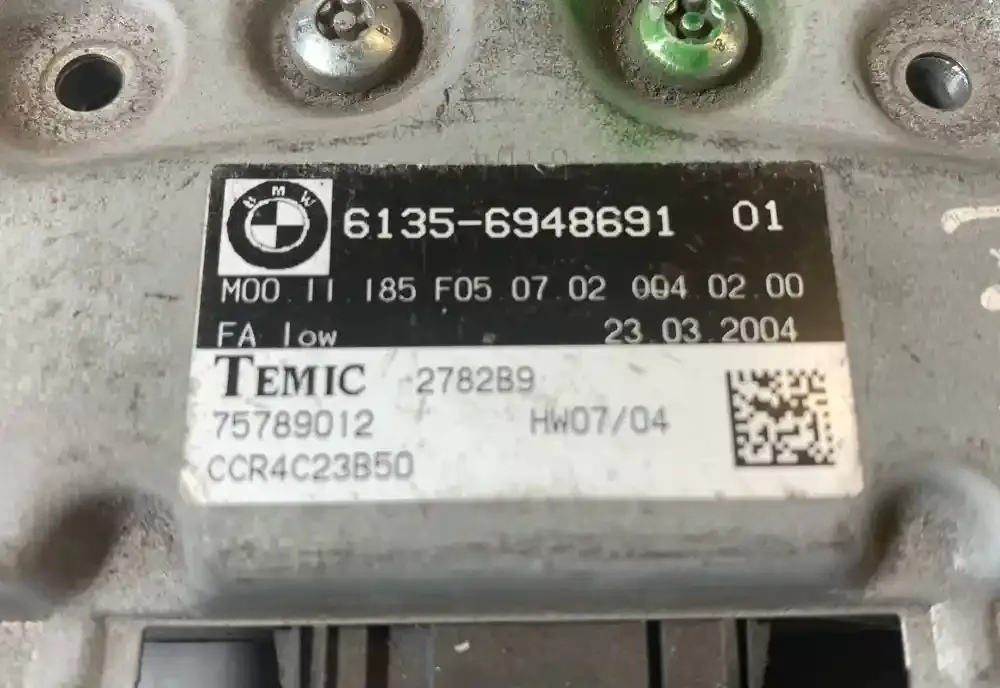 BMW
6135-6948691 01
M00 11 185 F05 07 02 004 02 00
FA low 23.03.2004
TEMIC 2782B9
75789012 HW07/04
CCR4C23B50